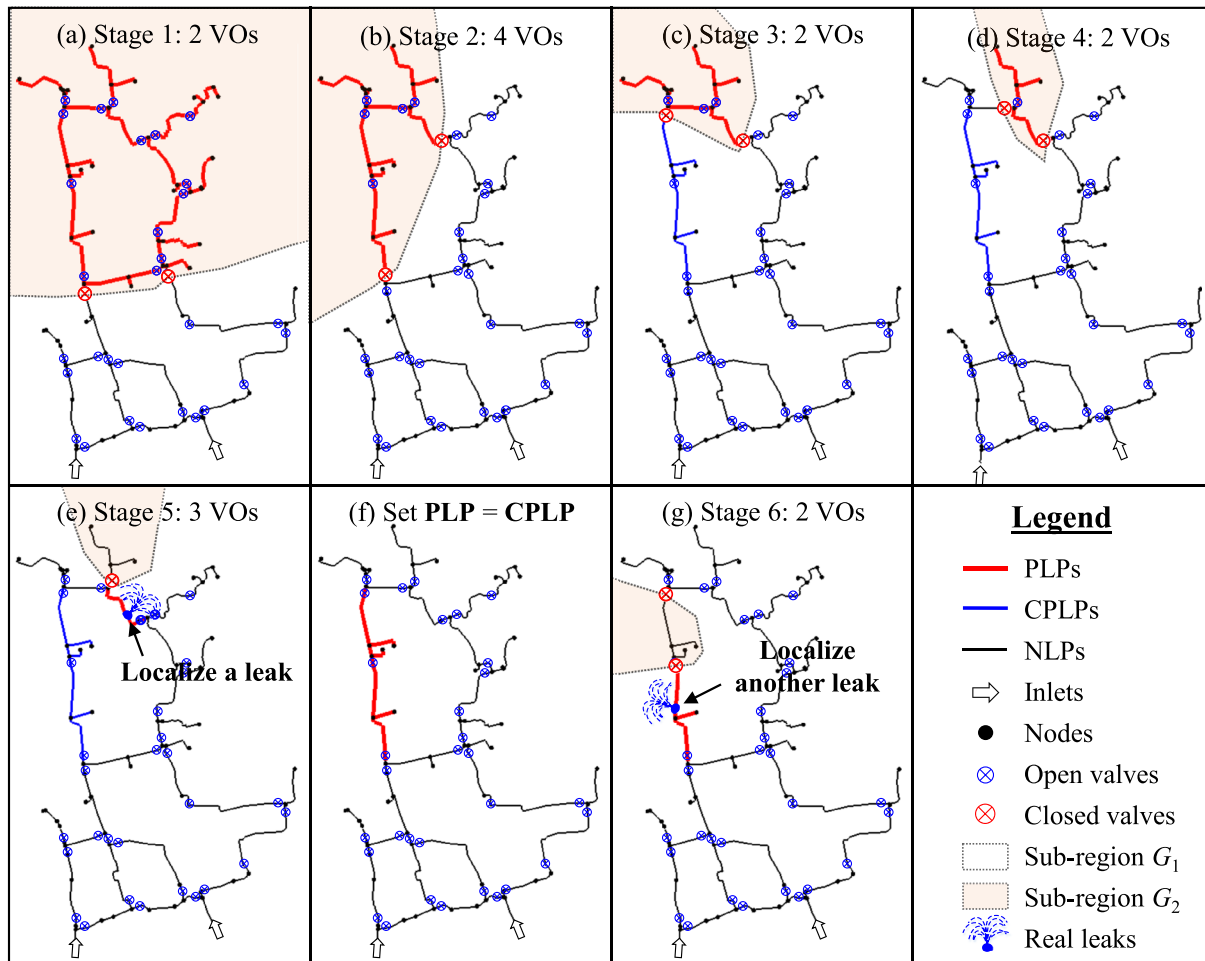 (a) Stage 1: 2 VOs
(b) Stage 2: 4 VOs
(c) Stage 3: 2 VOs
(d) Stage 4: 2 VOs
(e) Stage 5: 3 VOs
Localize a leak
(f) Set PLP = CPLP
(g) Stage 6: 2 VOs
Localize
another leak
Legend
PLPs
CPLPs
NLPs
Inlets
Nodes
Open valves
Closed valves
Sub-region G₁
Sub-region G₂
Real leaks